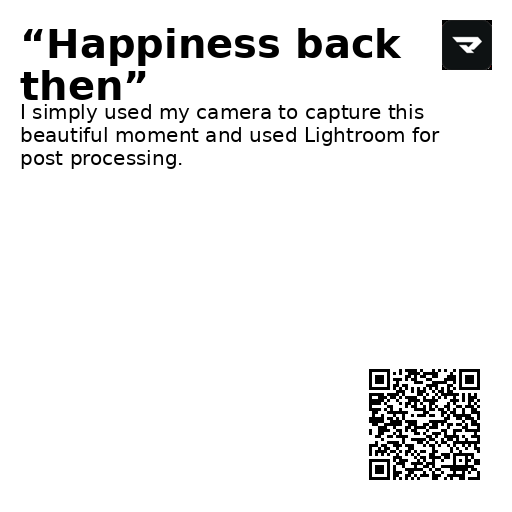 “Happiness back
then”
I simply used my camera to capture this
beautiful moment and used Lightroom for
post processing.